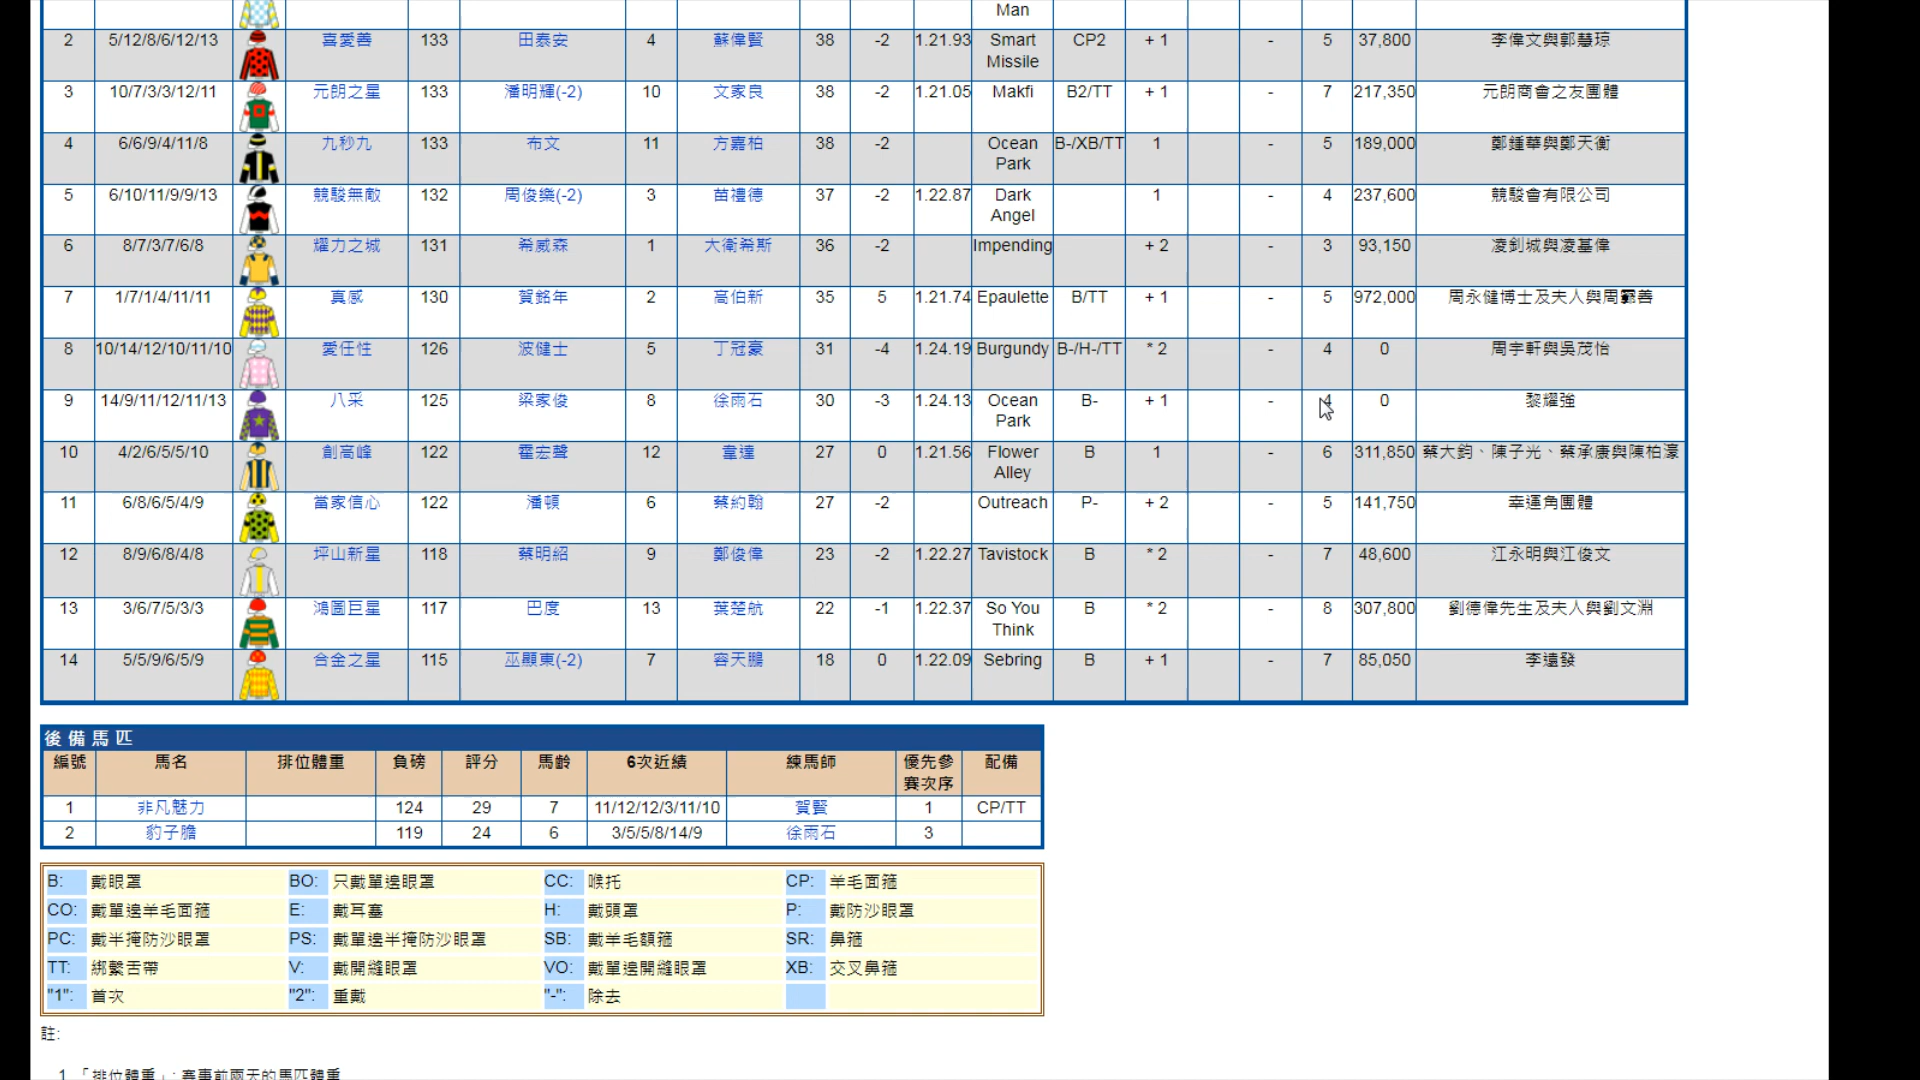 Man
2 5/12/8/6/12/13 喜愛善 133 田泰安 4 蘇偉賢 38 -2 1.21.93 Smart Missile CP2 + 1 - 5 37,800 李偉文與郭慧琼
3 10/7/3/3/12/11 元朗之星 133 潘明輝(-2) 10 文家良 38 -2 1.21.05 Makfi B2/TT + 1 - 7 217,350 元朗商會之友團體
4 6/6/9/4/11/8 九秒九 133 布文 11 方嘉柏 38 -2 Ocean Park B-/XB/TT 1 - 5 189,000 鄭鍾華與鄭天衡
5 6/10/11/9/9/13 競駿無敵 132 周俊樂(-2) 3 苗禮德 37 -2 1.22.87 Dark Angel 1 - 4 237,600 競駿會有限公司
6 8/7/3/7/6/8 耀力之城 131 希威森 1 大衛希斯 36 -2 Impending + 2 - 3 93,150 凌釗城與凌基偉
7 1/7/1/4/11/11 真感 130 賀銘年 2 高伯新 35 5 1.21.74 Epaulette B/TT + 1 - 5 972,000 周永健博士及夫人與周 善
8 10/14/12/10/11/10 愛任性 126 波健士 5 丁冠豪 31 -4 1.24.19 Burgundy B-/H-/TT * 2 - 4 0 周宇軒與吳茂怡
9 14/9/11/12/11/13 八采 125 梁家俊 8 徐雨石 30 -3 1.24.13 Ocean Park B- + 1 - 4 0 黎耀強
10 4/2/6/5/5/10 創高峰 122 霍宏聲 12 韋達 27 0 1.21.56 Flower Alley B 1 - 6 311,850 蔡大鈞、陳子光、蔡承康與陳柏濠
11 6/8/6/5/4/9 當家信心 122 潘頓 6 蔡約翰 27 -2 Outreach P- + 2 - 5 141,750 幸運角團體
12 8/9/6/8/4/8 坪山新星 118 蔡明紹 9 鄭俊偉 23 -2 1.22.27 Tavistock B * 2 - 7 48,600 江永明與江俊文
13 3/6/7/5/3/3 鴻圖巨星 117 巴度 13 葉楚航 22 -1 1.22.37 So You Think B * 2 - 8 307,800 劉德偉先生及夫人與劉文淵
14 5/5/9/6/5/9 合金之星 115 巫顯東(-2) 7 容天鵬 18 0 1.22.09 Sebring B + 1 - 7 85,050 李遠發
後備馬匹
編號 馬名 排位體重 負磅 評分 馬齡 6次近績 練馬師 優先參賽次序 配備
1 非凡魅力 124 29 7 11/12/12/3/11/10 賀賢 1 CP/TT
2 豹子膽 119 24 6 3/5/5/8/14/9 徐雨石 3
B: 戴眼罩 BO: 只戴單邊眼罩 CC: 喉托 CP: 羊毛面箍
CO: 戴單邊羊毛面箍 E: 戴耳塞 H: 戴頭罩 P: 戴防沙眼罩
PC: 戴半掩防沙眼罩 PS: 戴單邊半掩防沙眼罩 SB: 戴羊毛額箍 SR: 鼻箍
TT: 綁繫舌帶 V: 戴開縫眼罩 VO: 戴單邊開縫眼罩 XB: 交叉鼻箍
"1": 首次 "2": 重戴 "-": 除去
註:
1. 「排位體重」: 賽事前兩天的馬匹體重